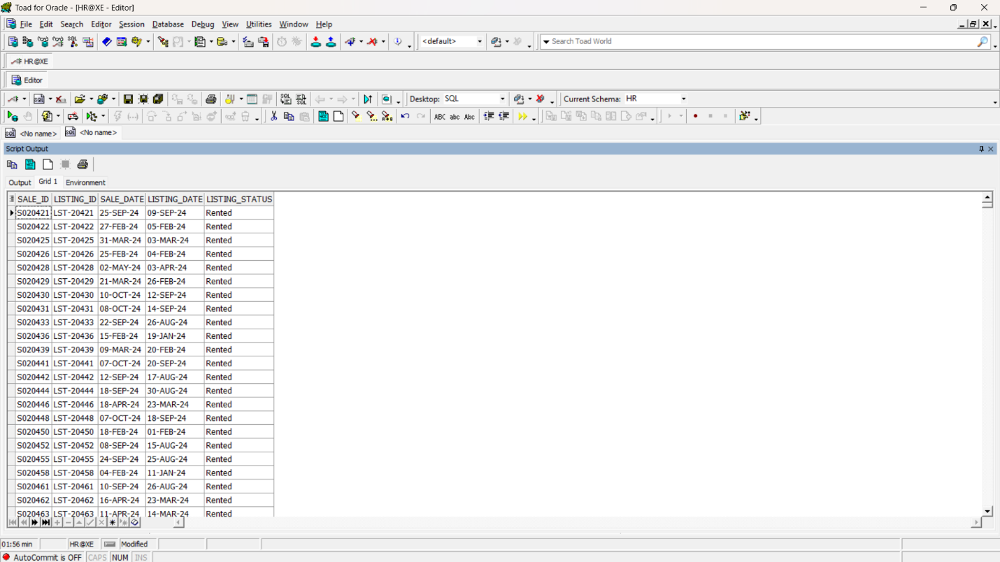 Toad for Oracle - [HR@XE - Editor]
File Edit Search Editor Session Database Debug View Utilities Window Help
<default> Search Toad World
HR@XE
Editor
Desktop: SQL Current Schema: HR
ABC abc Abc
<No name> <No name>
Script Output
Output Grid 1 Environment
SALE_ID LISTING_ID SALE_DATE LISTING_DATE LISTING_STATUS
S020421 LST-20421 25-SEP-24 09-SEP-24 Rented
S020422 LST-20422 27-FEB-24 05-FEB-24 Rented
S020425 LST-20425 31-MAR-24 03-MAR-24 Rented
S020426 LST-20426 25-FEB-24 04-FEB-24 Rented
S020428 LST-20428 02-MAY-24 03-APR-24 Rented
S020429 LST-20429 21-MAR-24 26-FEB-24 Rented
S020430 LST-20430 10-OCT-24 12-SEP-24 Rented
S020431 LST-20431 08-OCT-24 14-SEP-24 Rented
S020433 LST-20433 22-SEP-24 26-AUG-24 Rented
S020436 LST-20436 15-FEB-24 19-JAN-24 Rented
S020439 LST-20439 09-MAR-24 20-FEB-24 Rented
S020441 LST-20441 07-OCT-24 20-SEP-24 Rented
S020442 LST-20442 12-SEP-24 17-AUG-24 Rented
S020444 LST-20444 18-SEP-24 30-AUG-24 Rented
S020446 LST-20446 18-APR-24 23-MAR-24 Rented
S020448 LST-20448 07-OCT-24 18-SEP-24 Rented
S020450 LST-20450 18-FEB-24 01-FEB-24 Rented
S020452 LST-20452 08-SEP-24 15-AUG-24 Rented
S020455 LST-20455 24-SEP-24 25-AUG-24 Rented
S020458 LST-20458 04-FEB-24 11-JAN-24 Rented
S020461 LST-20461 10-SEP-24 26-AUG-24 Rented
S020462 LST-20462 16-APR-24 23-MAR-24 Rented
S020463 LST-20463 11-APR-24 14-MAR-24 Rented
01:56 min HR@XE Modified
AutoCommit is OFF CAPS NUM INS